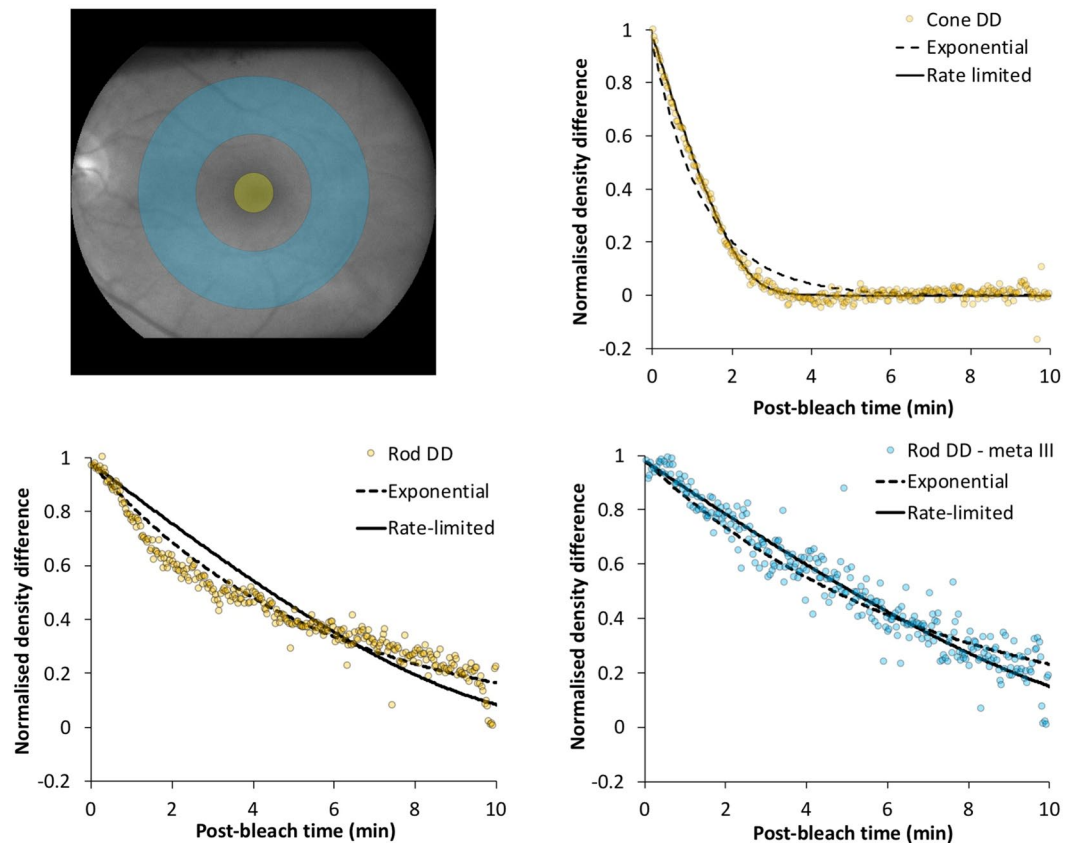 Cone DD
Exponential
Rate limited
Normalised density difference
1
0.8
0.6
0.4
0.2
0
-0.2
0 2 4 6 8 10
Post-bleach time (min)
Rod DD
Exponential
Rate-limited
Normalised density difference
1
0.8
0.6
0.4
0.2
0
-0.2
0 2 4 6 8 10
Post-bleach time (min)
Rod DD - meta III
Exponential
Rate-limited
Normalised density difference
1
0.8
0.6
0.4
0.2
0
-0.2
0 2 4 6 8 10
Post-bleach time (min)